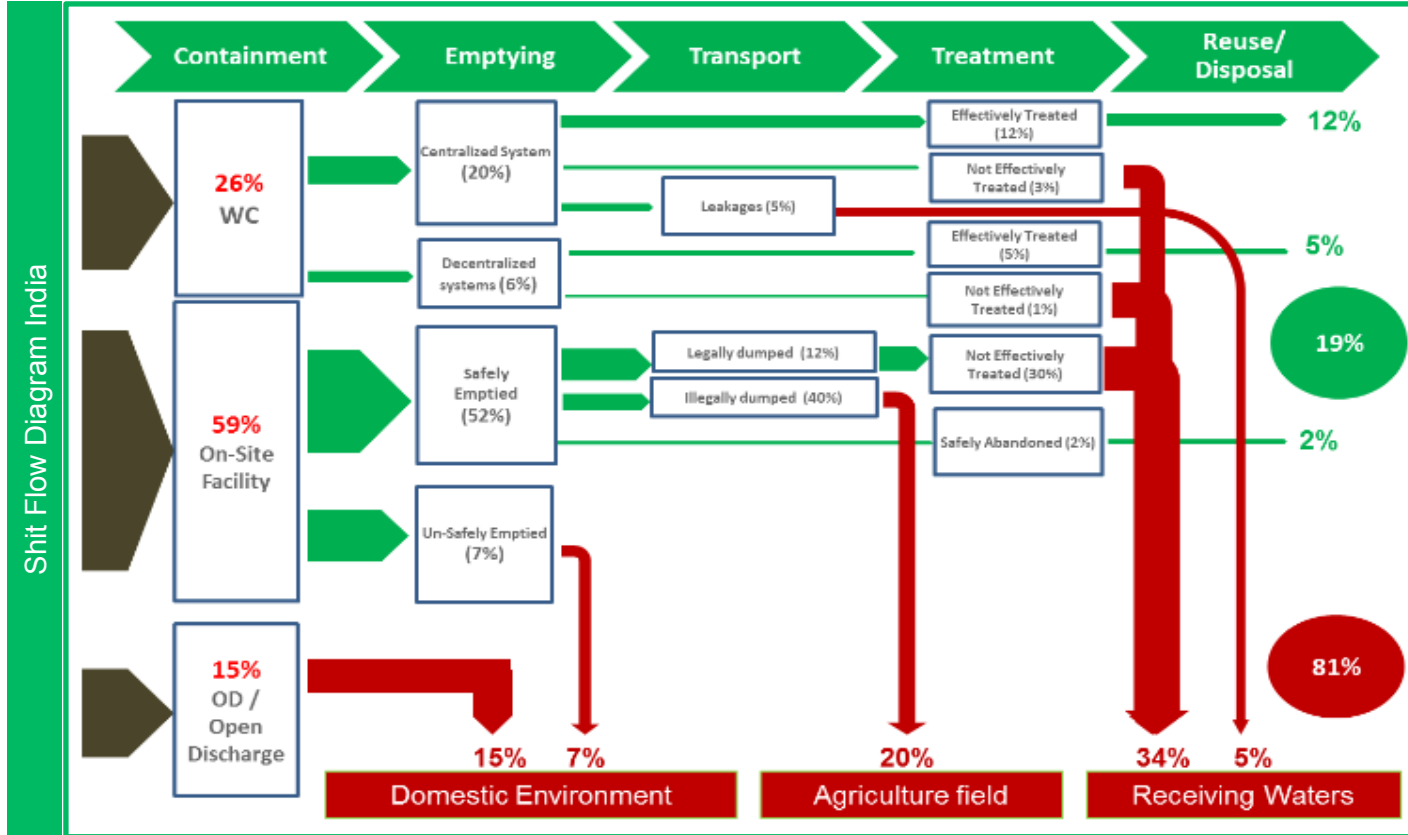 Shit Flow Diagram India
Containment
Emptying
Transport
Treatment
Reuse/
Disposal
26%
WC
Centralized System
(20%)
Leakages (5%)
Effectively Treated
(12%)
12%
Not Effectively
Treated (3%)
Decentralized
systems (6%)
Effectively Treated
(5%)
5%
Not Effectively
Treated (1%)
59%
On-Site
Facility
Safely
Emptied
(52%)
Legally dumped (12%)
Illegally dumped (40%)
Not Effectively
Treated (30%)
19%
Safely Abandoned (2%)
2%
Un-Safely Emptied
(7%)
15%
OD /
Open
Discharge
81%
15% 7%
20%
34% 5%
Domestic Environment
Agriculture field
Receiving Waters